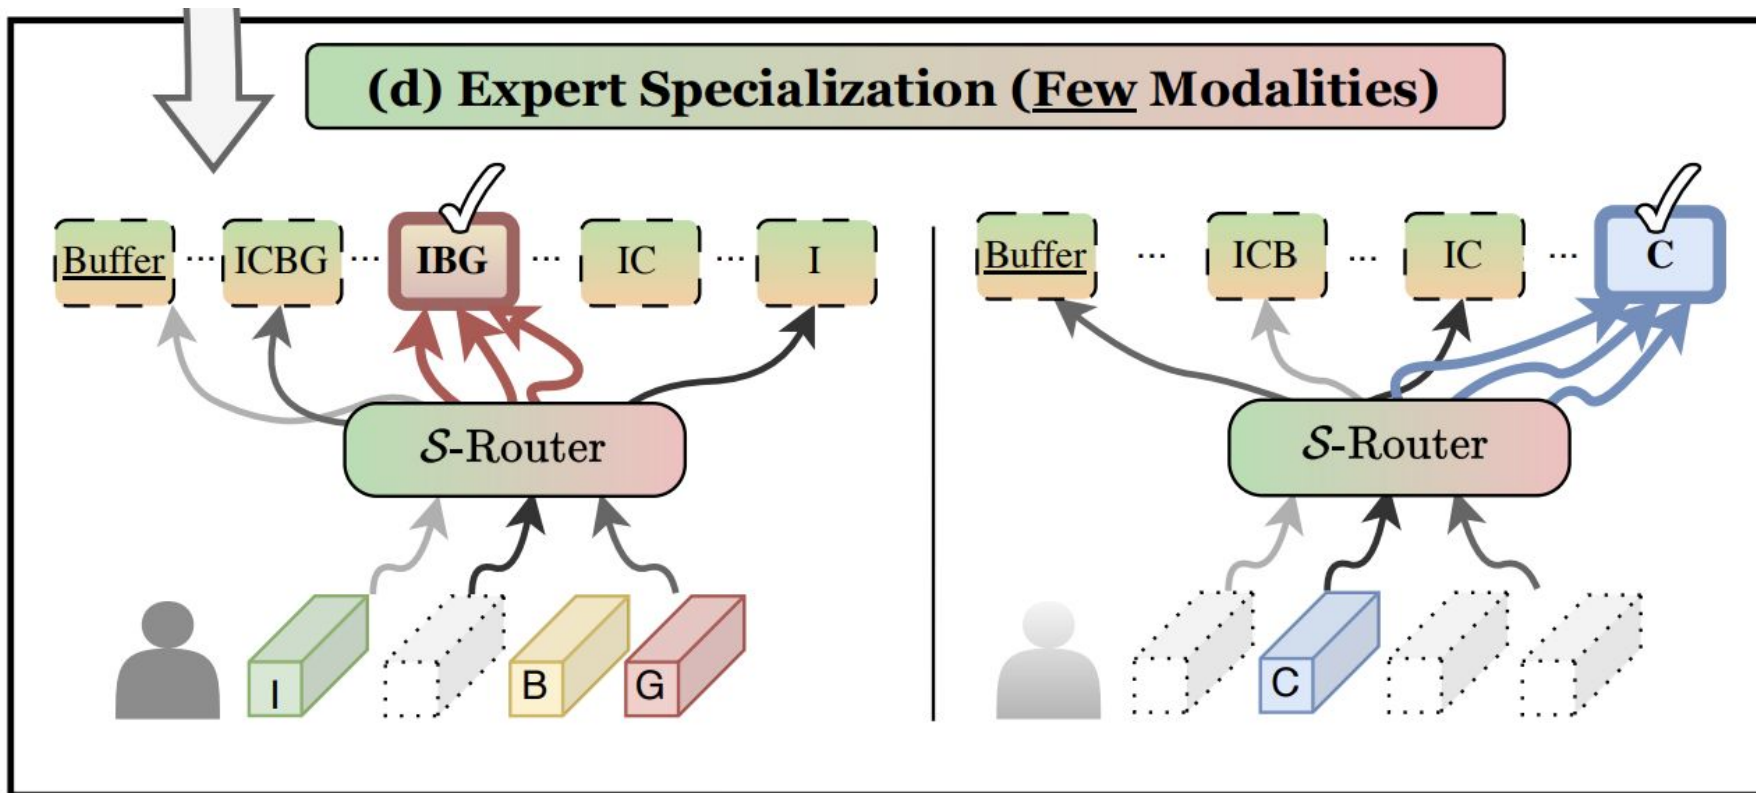 (d) Expert Specialization (Few Modalities)
Buffer ... ICBG ... IBG ... IC ... I
Buffer ... ICB ... IC ... C
S-Router
S-Router
I
B
G
C